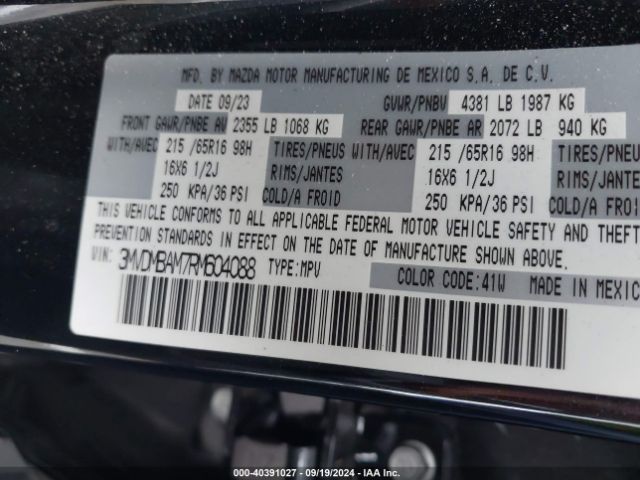 MFD. BY MAZDA MOTOR MANUFACTURING DE MEXICO S.A. DE C.V.
DATE 09/23 GVWR/PNBV 4381 LB 1987 KG
FRONT GAWR/PNBE AV 2355 LB 1068 KG REAR GAWR/PNBE AR 2072 LB 940 KG
WITH/AVEC 215 /65R16 98H TIRES/PNEUS WITH/AVEC 215 /65R16 98H TIRES/PNEUS
16X6 1/2J RIMS/JANTES 16X6 1/2J RIMS/JANTES
250 KPA/36 PSI COLD/A FROID 250 KPA/36 PSI COLD/A
THIS VEHICLE CONFORMS TO ALL APPLICABLE FEDERAL MOTOR VEHICLE SAFETY AND THEFT
PREVENTION STANDARDS IN EFFECT ON THE DATE OF MANUFACTURE SHOWN ABOVE.
VIN: 3MVDMBAM7RM604088 TYPE:MPV COLOR CODE:41W MADE IN MEXICO
000-40391027 - 09/19/2024 - IAA Inc.